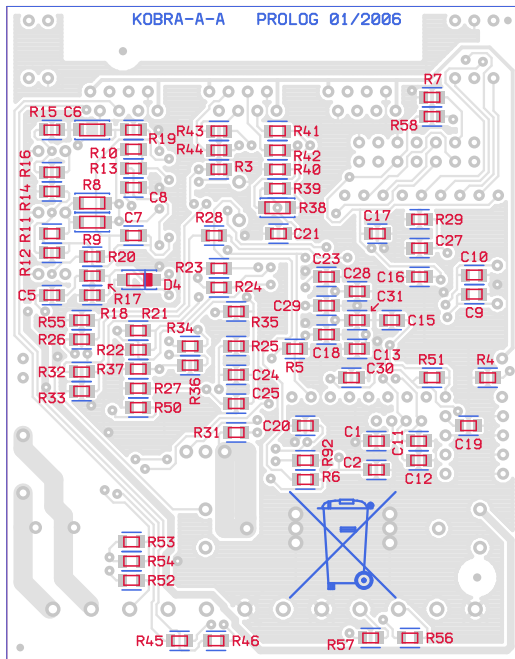 KOBRA-A-A PROLOG 01/2006
R7
R15 C6
R19
R43
R41
R58
R10
R44
R42
R16
R13
R3
R40
R14
R8
C8
R39
R38
R11
C7
R28
C21
C17
R29
R12
R9
R20
C27
R23
C23
C10
D4
R24
C28
C16
C5
R17
C29
C31
C9
R18
R35
R55
R21
C15
R26
R22
R34
R25
R5
C18
C13
R32
R37
R36
C24
C30
R51
R4
R33
R27
C25
R50
R31
C20
C1
C11
C19
R92
C2
C12
R6
R53
R54
R52
R45
R46
R57
R56